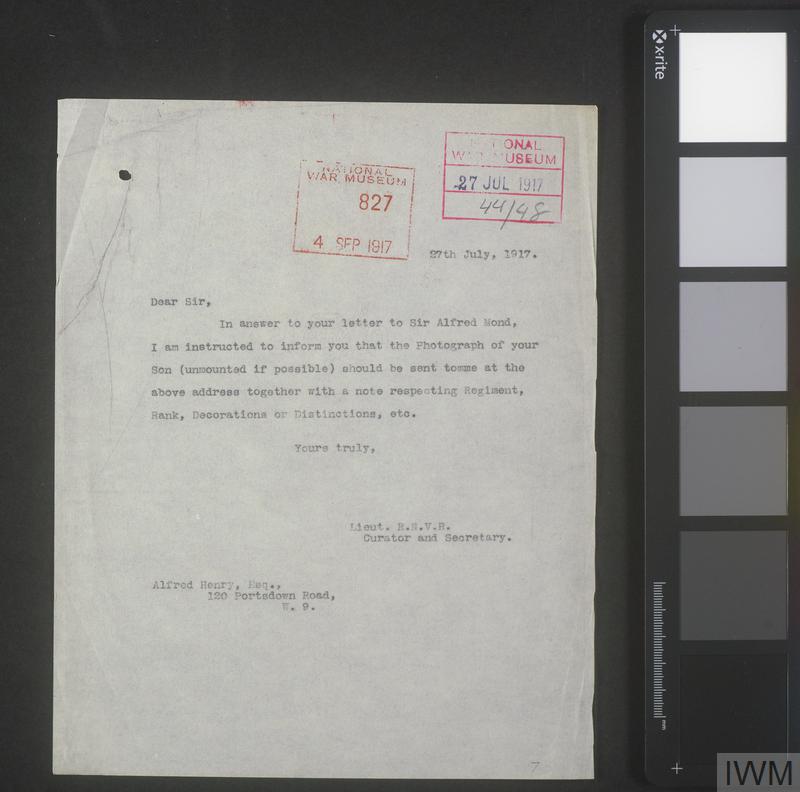 NATIONAL
WAR MUSEUM
827
4 SEP 1917
NATIONAL
WAR MUSEUM
27 JUL 1917
44/48
27th July, 1917.
Dear Sir,
In answer to your letter to Sir Alfred Mond,
I am instructed to inform you that the Photograph of your
Son (unmounted if possible) should be sent tomme at the
above address together with a note respecting Regiment,
Rank, Decorations or Distinctions, etc.
Yours truly,
Lieut. R.N.V.R.
Curator and Secretary.
Alfred Henry, Esq.,
120 Portsdown Road,
W. 9.
7
x-rite
mm
IWM